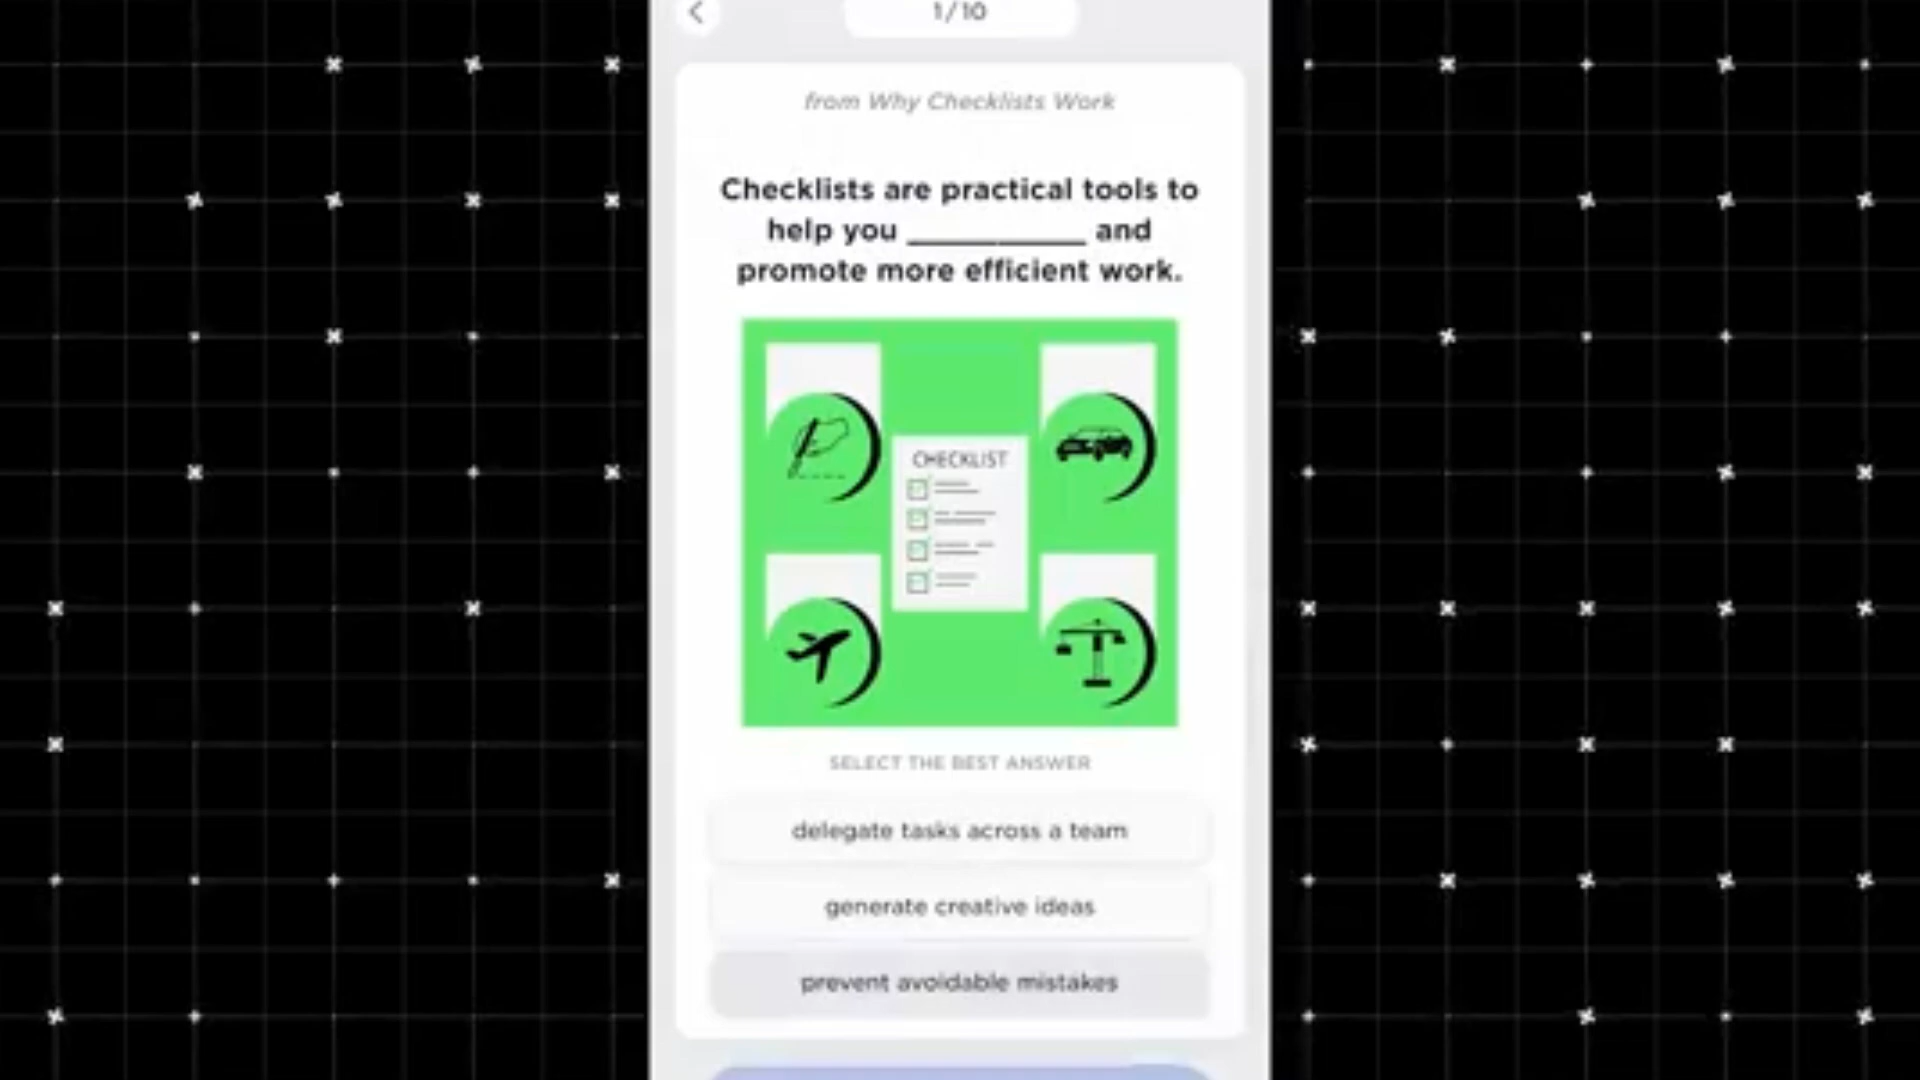 1/10
from Why Checklists Work
Checklists are practical tools to
help you ____________ and
promote more efficient work.
CHECKLIST
SELECT THE BEST ANSWER
delegate tasks across a team
generate creative ideas
prevent avoidable mistakes